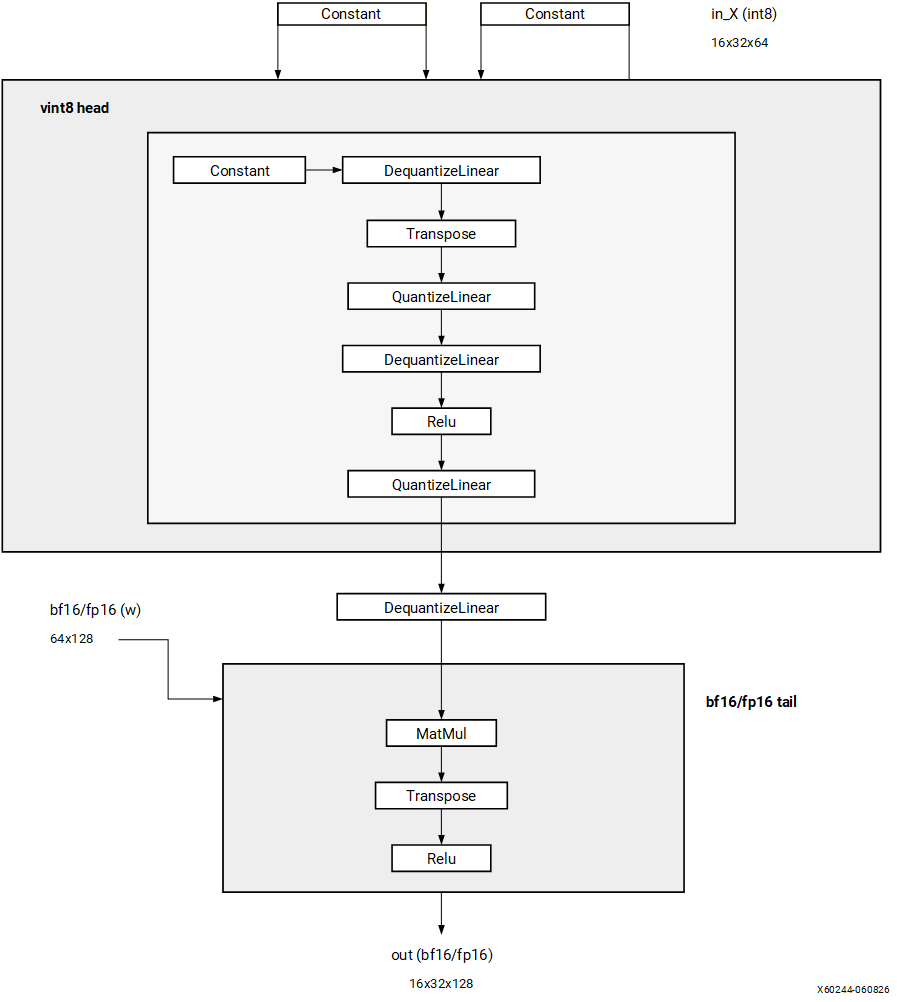 Constant
Constant
in_X (int8)
16x32x64
vint8 head
Constant
DequantizeLinear
Transpose
QuantizeLinear
DequantizeLinear
Relu
QuantizeLinear
DequantizeLinear
bf16/fp16 (w)
64x128
bf16/fp16 tail
MatMul
Transpose
Relu
out (bf16/fp16)
16x32x128
X60244-060826